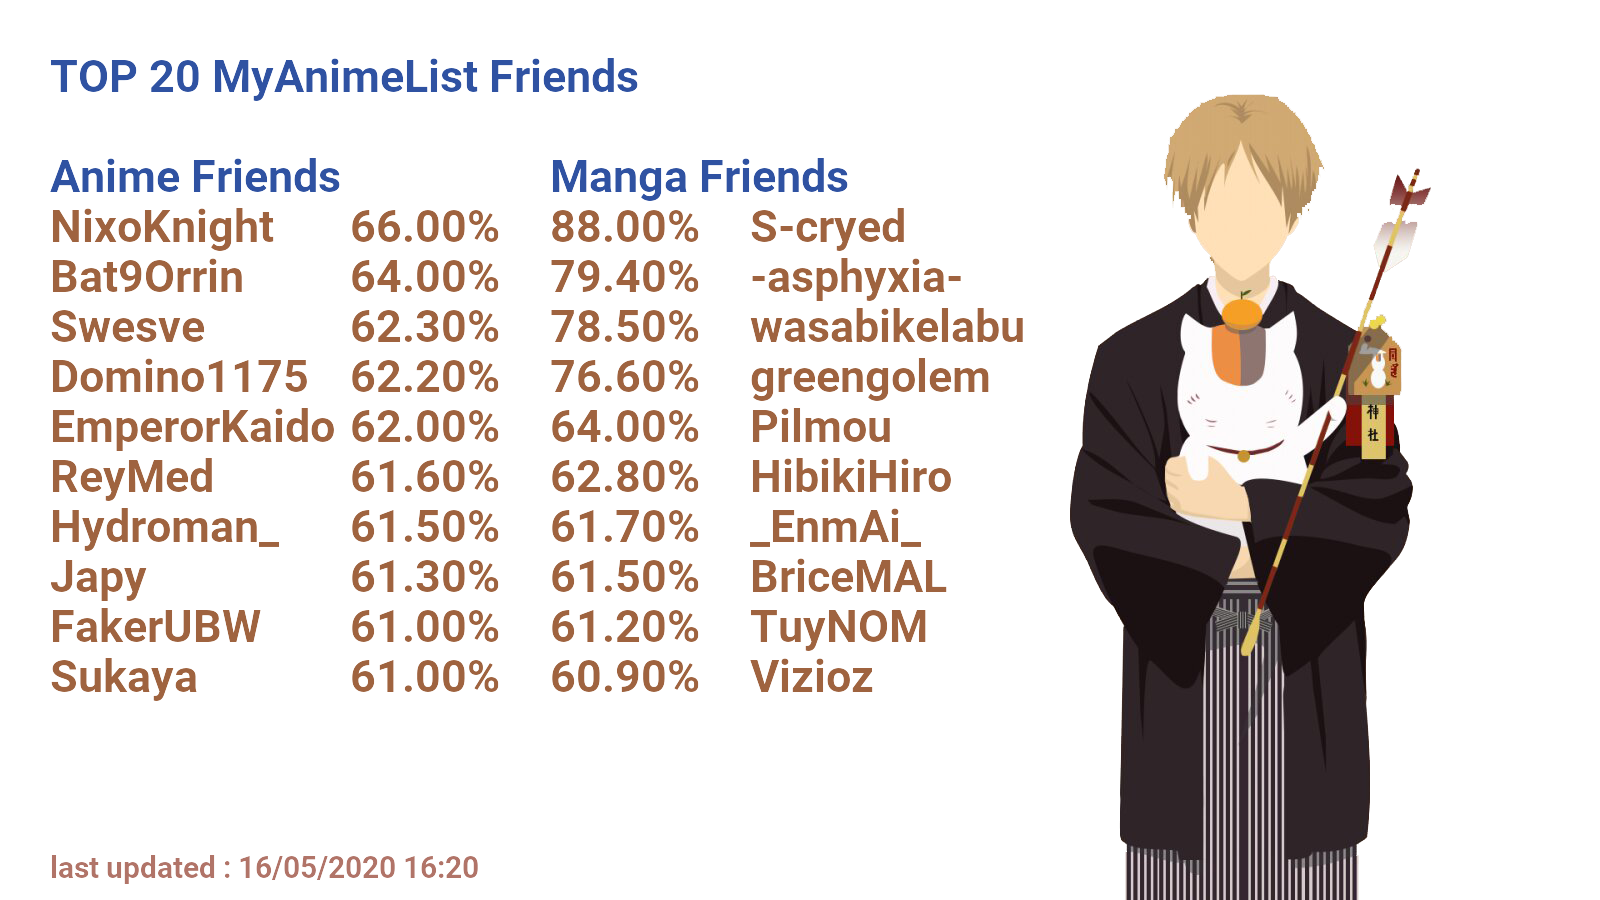 TOP 20 MyAnimeList Friends
Anime Friends Manga Friends
NixoKnight 66.00% 88.00% S-cryed
Bat9Orrin 64.00% 79.40% -asphyxia-
Swesve 62.30% 78.50% wasabikelabu
Domino1175 62.20% 76.60% greengolem
EmperorKaido 62.00% 64.00% Pilmou
ReyMed 61.60% 62.80% HibikiHiro
Hydroman_ 61.50% 61.70% _EnmAi_
Japy 61.30% 61.50% BriceMAL
FakerUBW 61.00% 61.20% TuyNOM
Sukaya 61.00% 60.90% Vizioz
神社
last updated : 16/05/2020 16:20